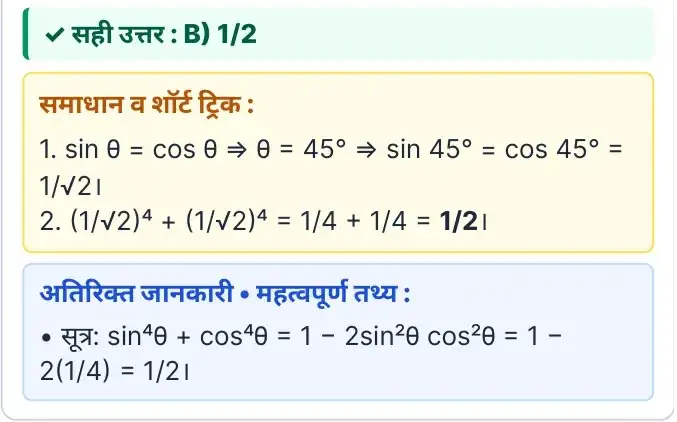 ✓ सही उत्तर : B) 1/2
समाधान व शॉर्ट ट्रिक :
1. sin θ = cos θ ⇒ θ = 45° ⇒ sin 45° = cos 45° =
1/√2।
2. (1/√2)⁴ + (1/√2)⁴ = 1/4 + 1/4 = 1/2।
अतिरिक्त जानकारी • महत्वपूर्ण तथ्य :
• सूत्र: sin⁴θ + cos⁴θ = 1 − 2sin²θ cos²θ = 1 −
2(1/4) = 1/2।